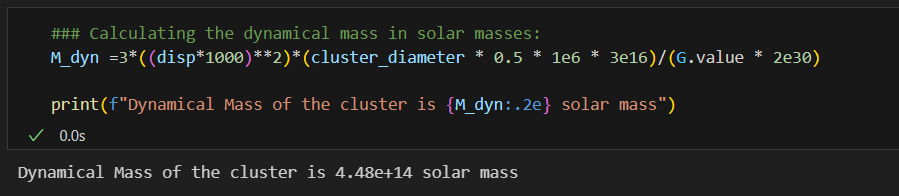 ### Calculating the dynamical mass in solar masses:
M_dyn =3*((disp*1000)**2)*(cluster_diameter * 0.5 * 1e6 * 3e16)/(G.value * 2e30)
print(f"Dynamical Mass of the cluster is {M_dyn:.2e} solar mass")
0.0s
Dynamical Mass of the cluster is 4.48e+14 solar mass